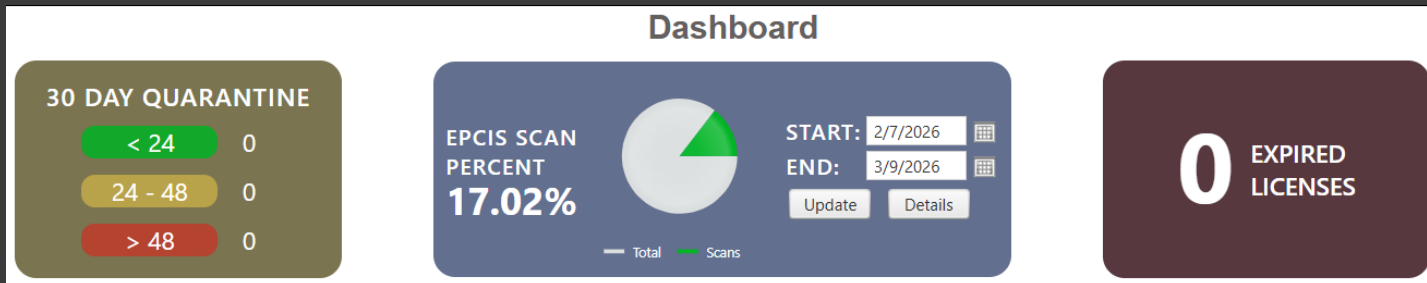 Dashboard
30 DAY QUARANTINE
< 24 0
24 - 48 0
> 48 0
EPCIS SCAN
PERCENT
17.02%
Total Scans
START: 2/7/2026
END: 3/9/2026
Update Details
0 EXPIRED
LICENSES